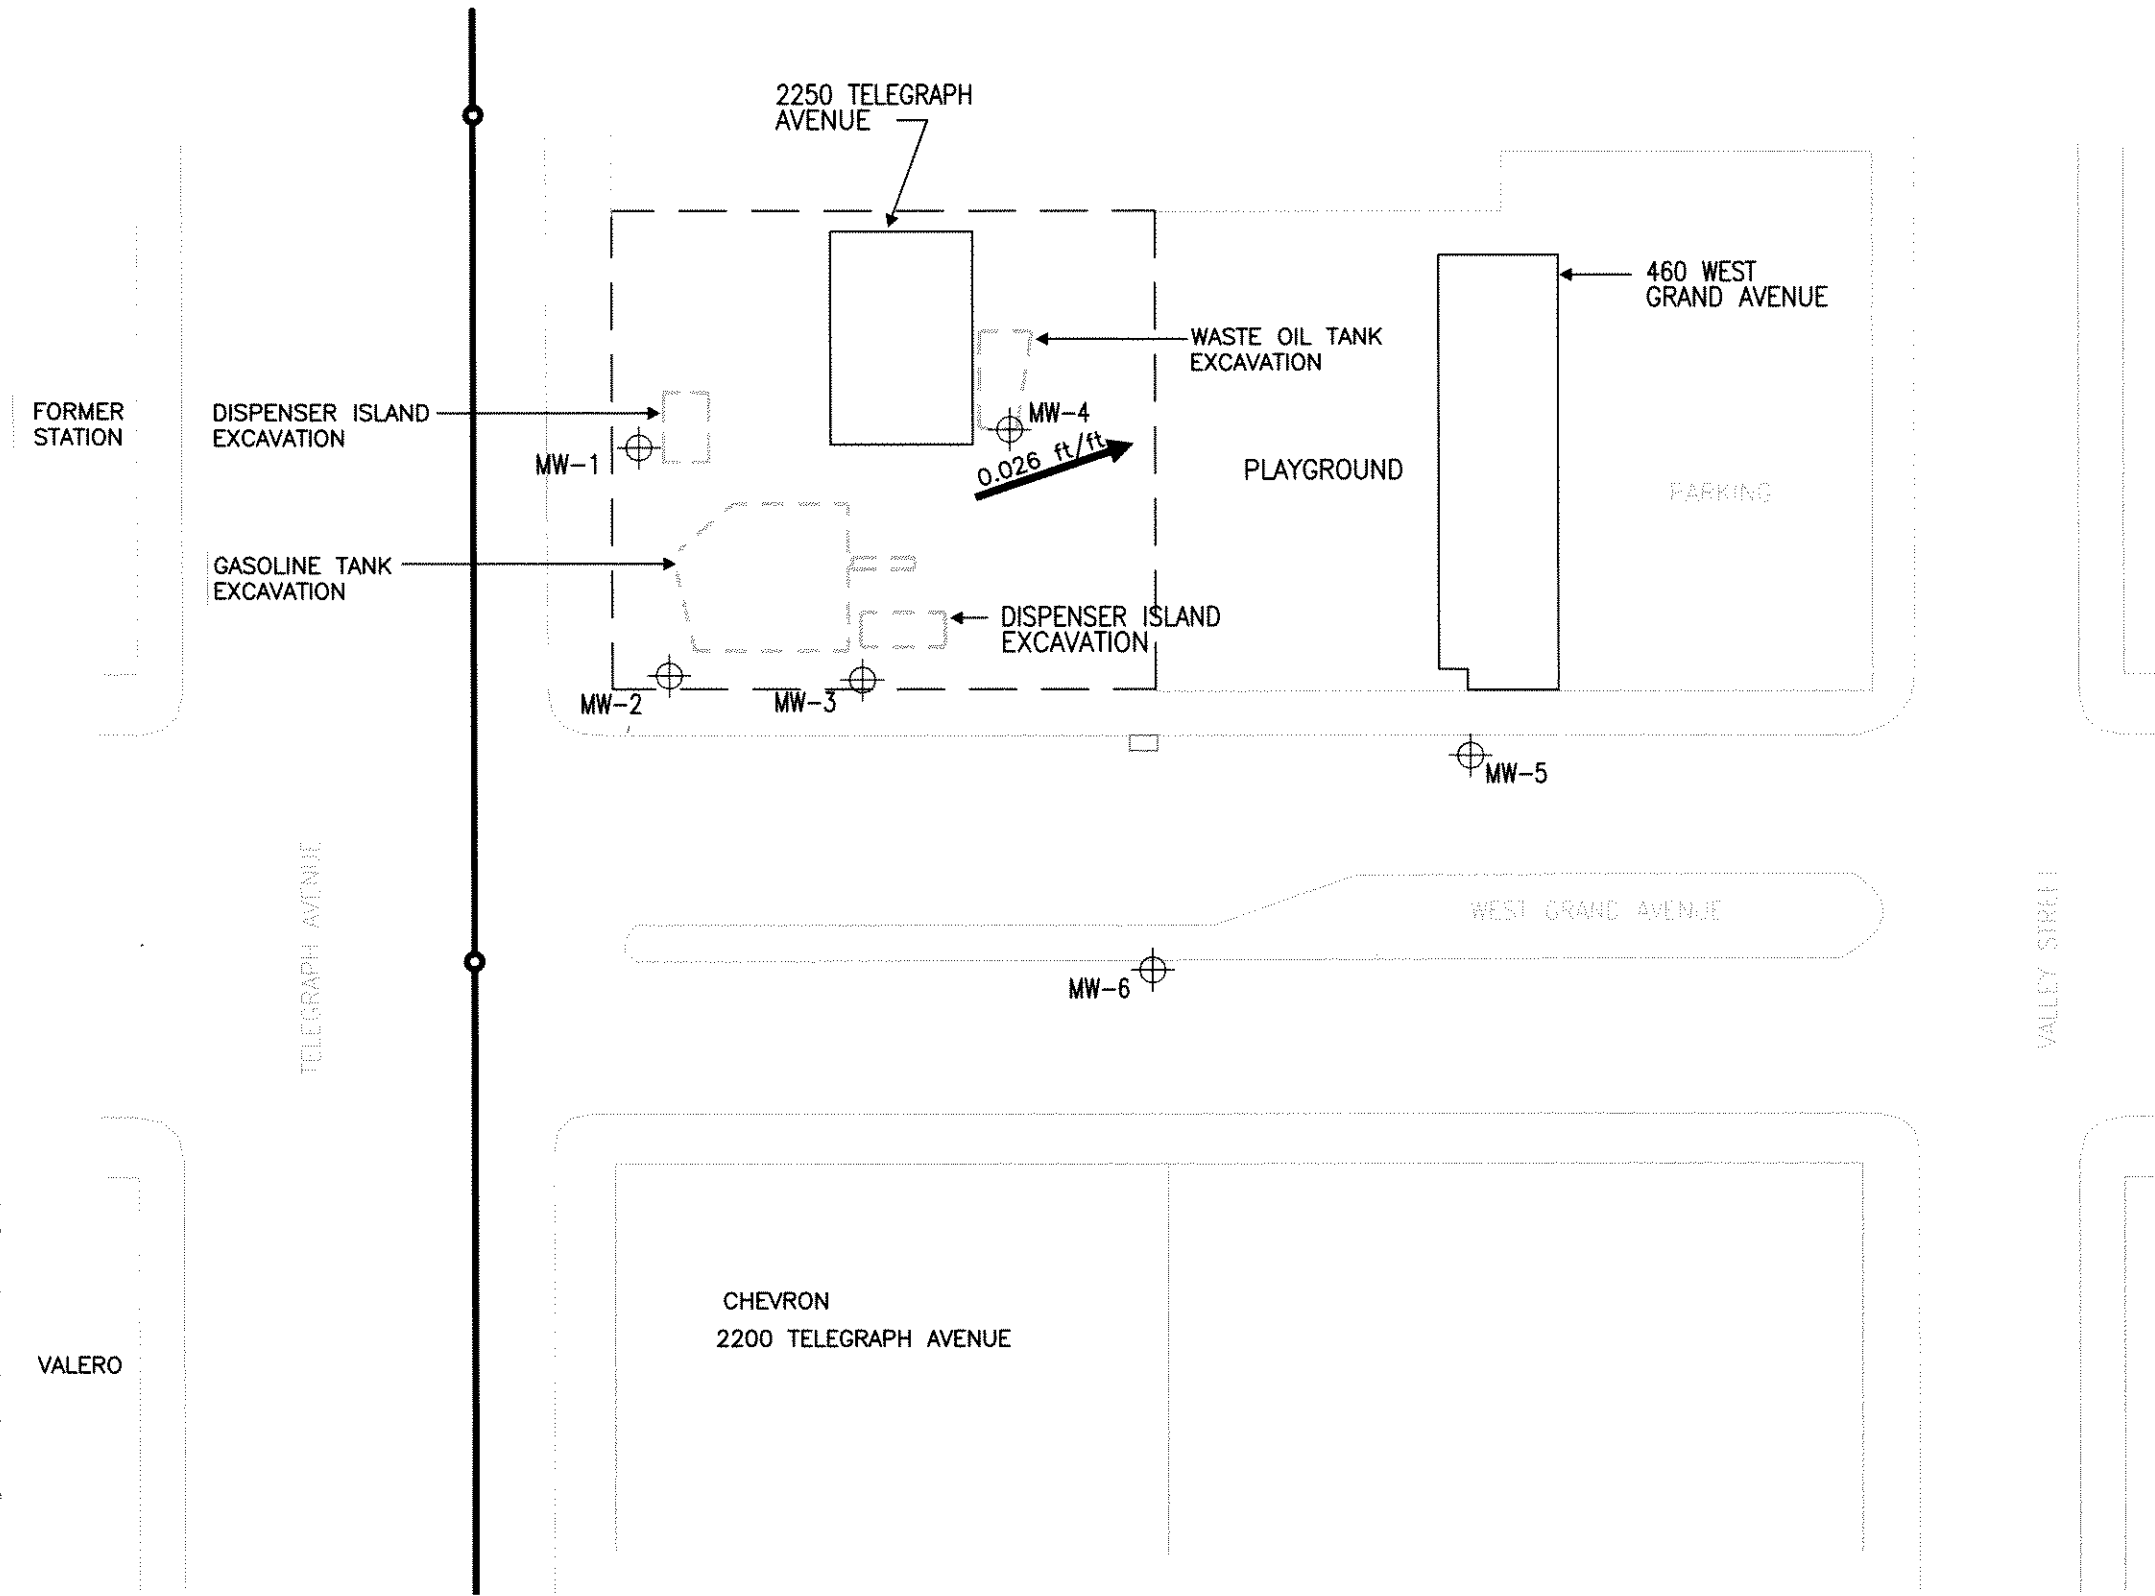 2250 TELEGRAPH
AVENUE
460 WEST
GRAND AVENUE
WASTE OIL TANK
EXCAVATION
FORMER
STATION
DISPENSER ISLAND
EXCAVATION
MW-4
MW-1
0.026 ft/ft
PLAYGROUND
PARKING
GASOLINE TANK
EXCAVATION
DISPENSER ISLAND
EXCAVATION
MW-2
MW-3
MW-5
TELEGRAPH AVENUE
WEST GRAND AVENUE
VALLEY STREET
MW-6
CHEVRON
2200 TELEGRAPH AVENUE
VALERO